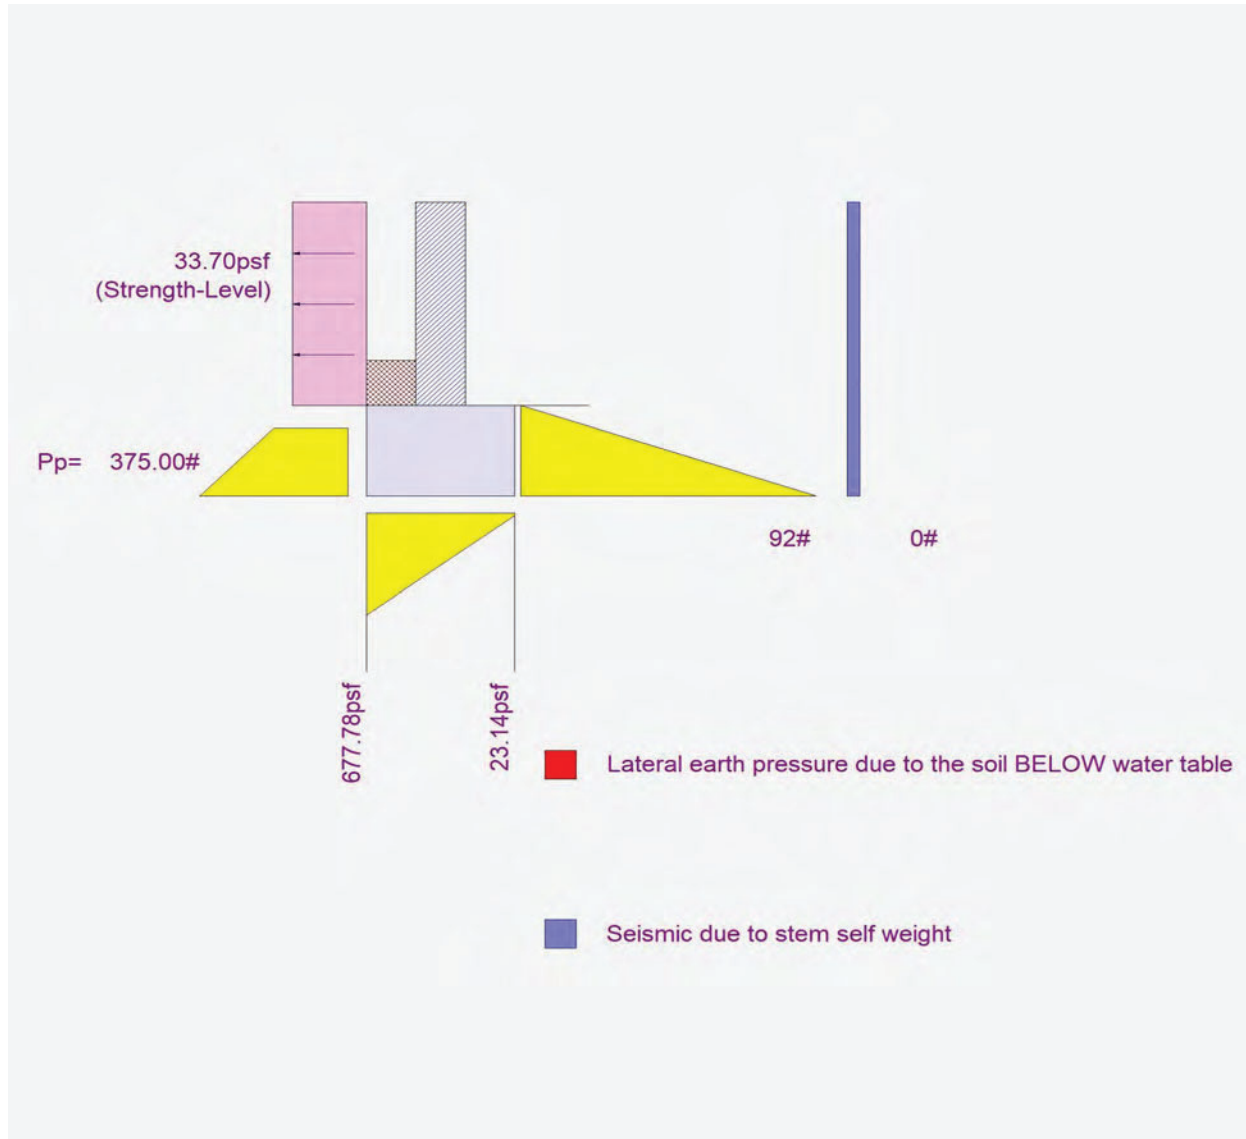 33.70psf
(Strength-Level)
Pp= 375.00#
92# 0#
677.78psf
23.14psf
Lateral earth pressure due to the soil BELOW water table
Seismic due to stem self weight